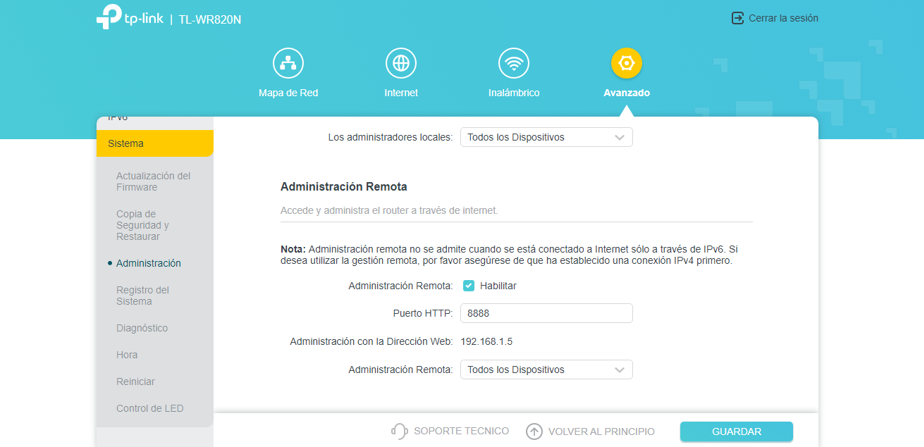 tp-link | TL-WR820N
Cerrar la sesión
Mapa de Red
Internet
Inalámbrico
Avanzado
IPv6
Sistema
Actualización del
Firmware
Copia de
Seguridad y
Restaurar
Administración
Registro del
Sistema
Diagnóstico
Hora
Reiniciar
Control de LED
Los administradores locales: Todos los Dispositivos
Administración Remota
Accede y administra el router a través de internet.
Nota: Administración remota no se admite cuando se está conectado a Internet sólo a través de IPv6. Si
desea utilizar la gestión remota, por favor asegúrese de que ha establecido una conexión IPv4 primero.
Administración Remota: Habilitar
Puerto HTTP: 8888
Administración con la Dirección Web: 192.168.1.5
Administración Remota: Todos los Dispositivos
SOPORTE TECNICO
VOLVER AL PRINCIPIO
GUARDAR